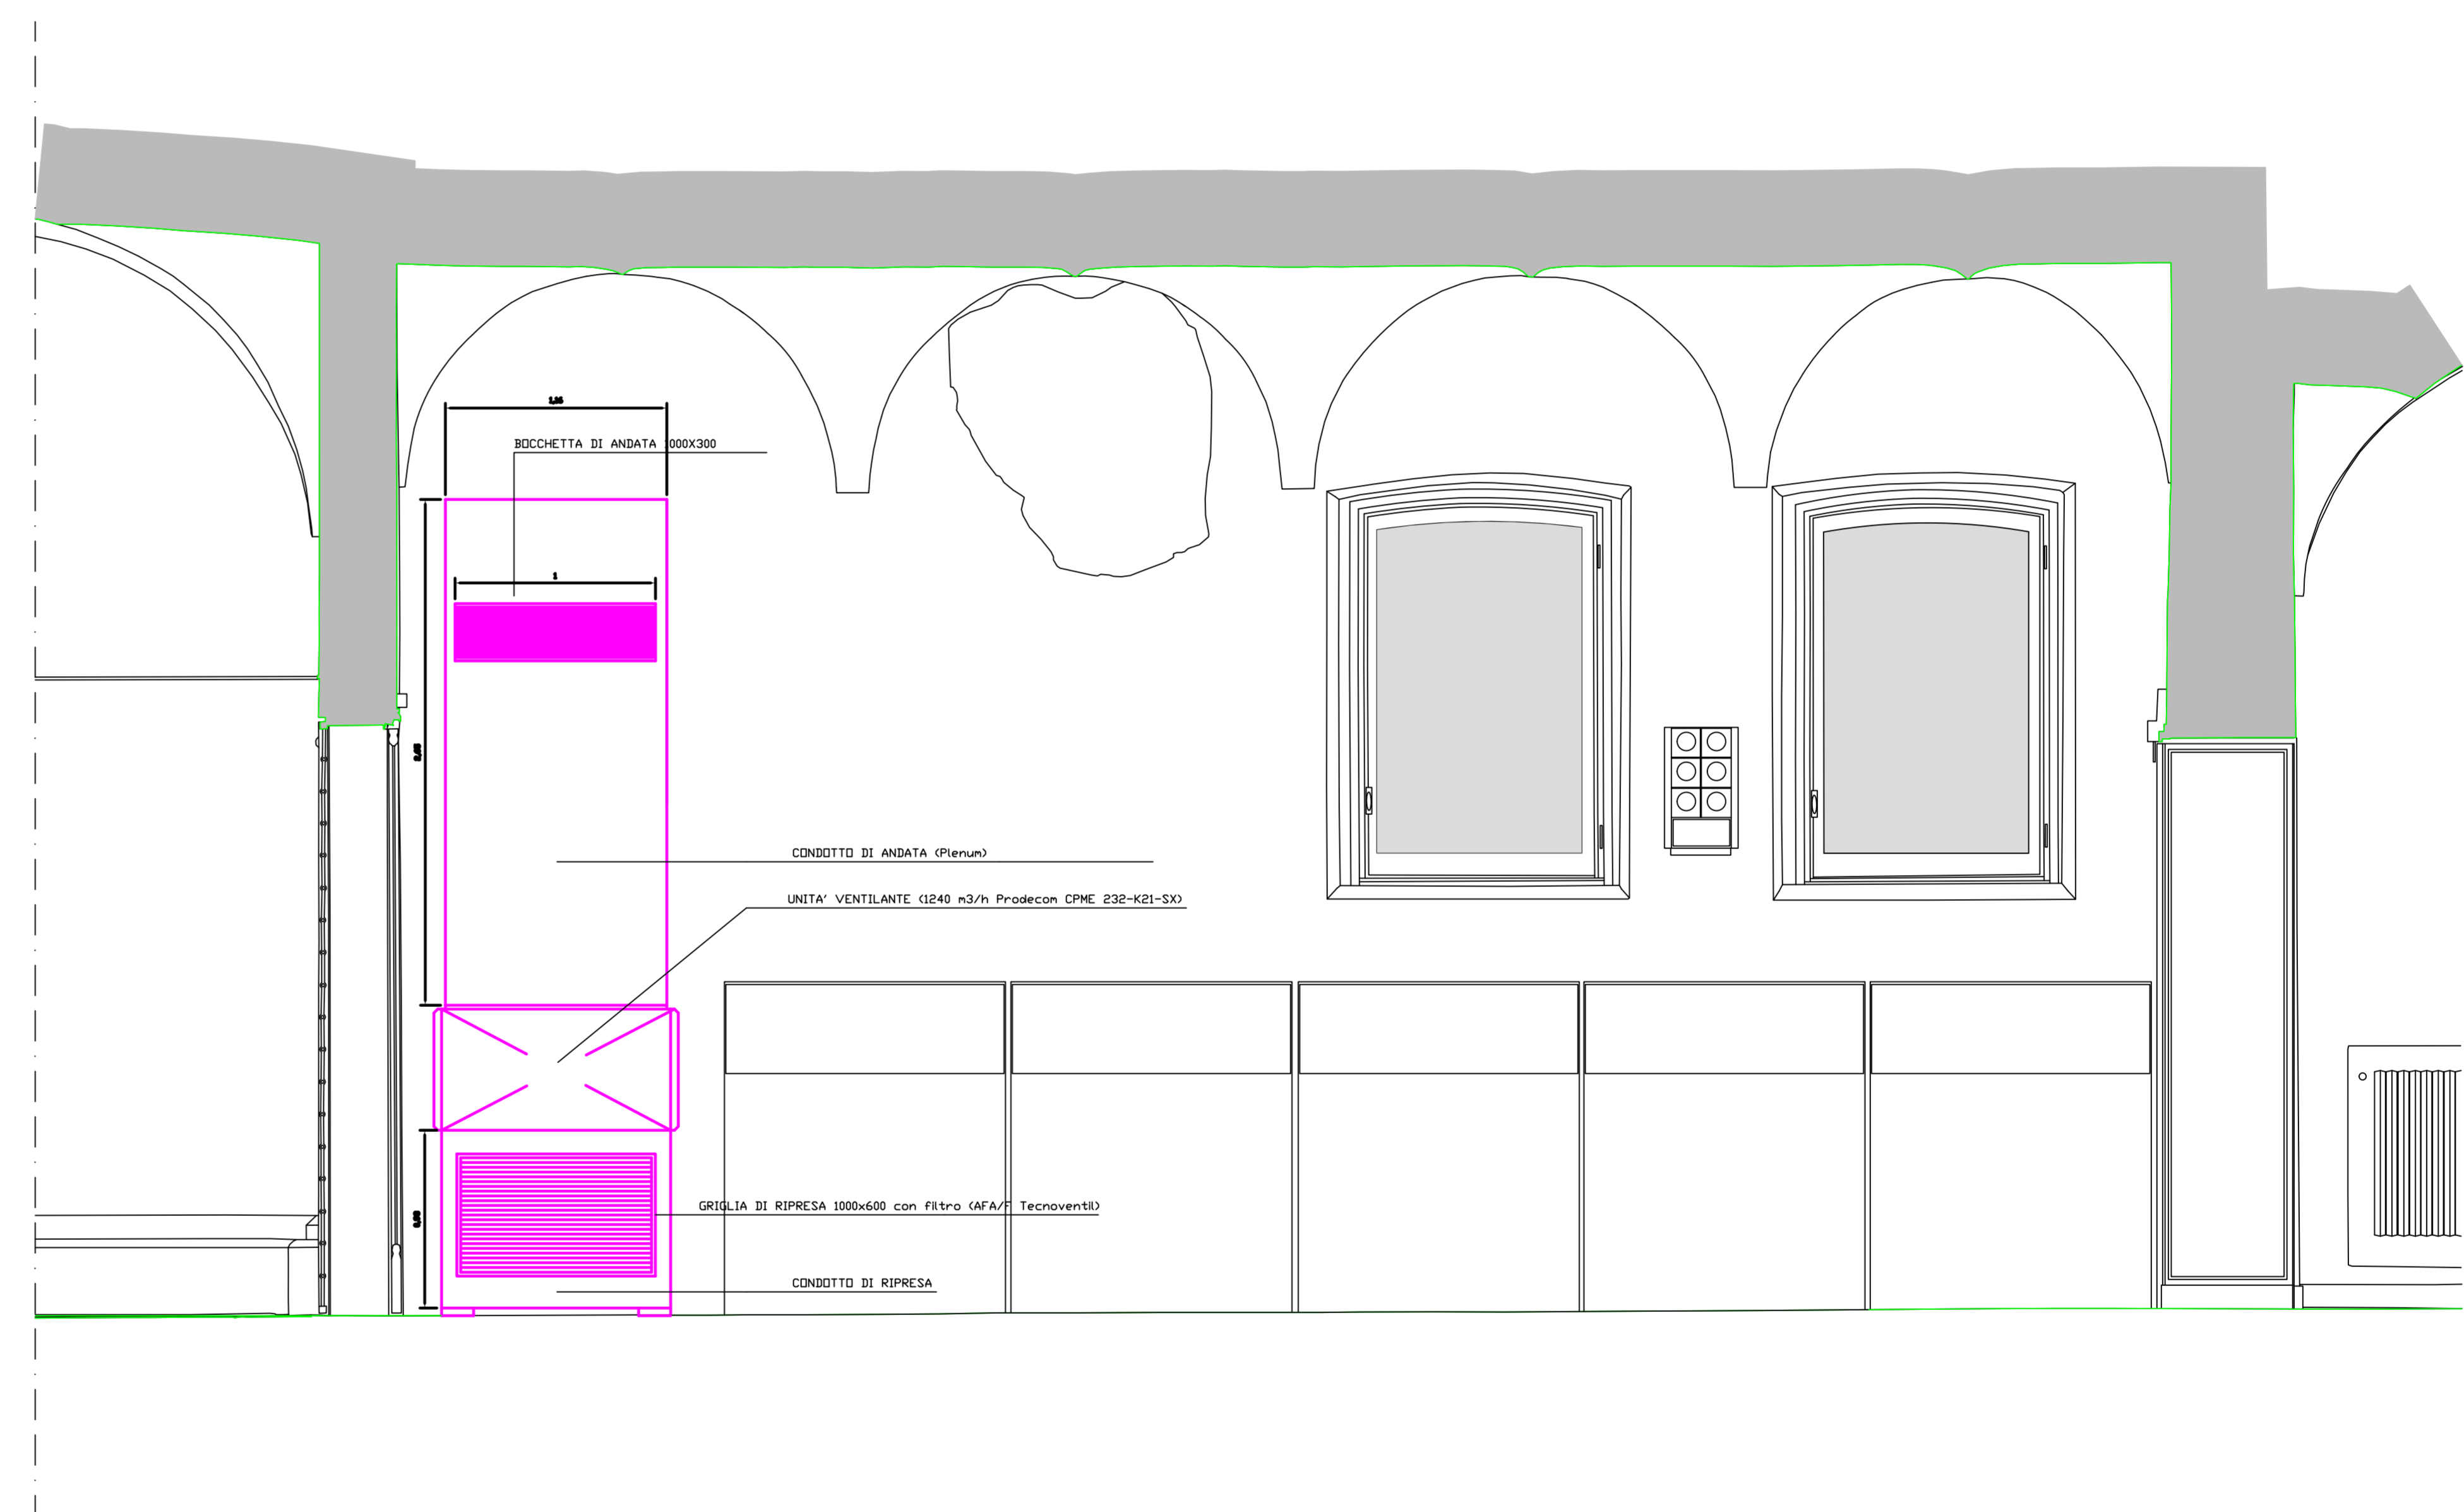 BOCCHETTA DI ANDATA 1000X300
1
CONDOTTO DI ANDATA (Plenum)
UNITA' VENTILANTE (1240 m3/h Prodecom CPME 232-K21-SX)
GRIGLIA DI RIPRESA 1000x600 con filtro (AFA/F Tecnoventil)
CONDOTTO DI RIPRESA